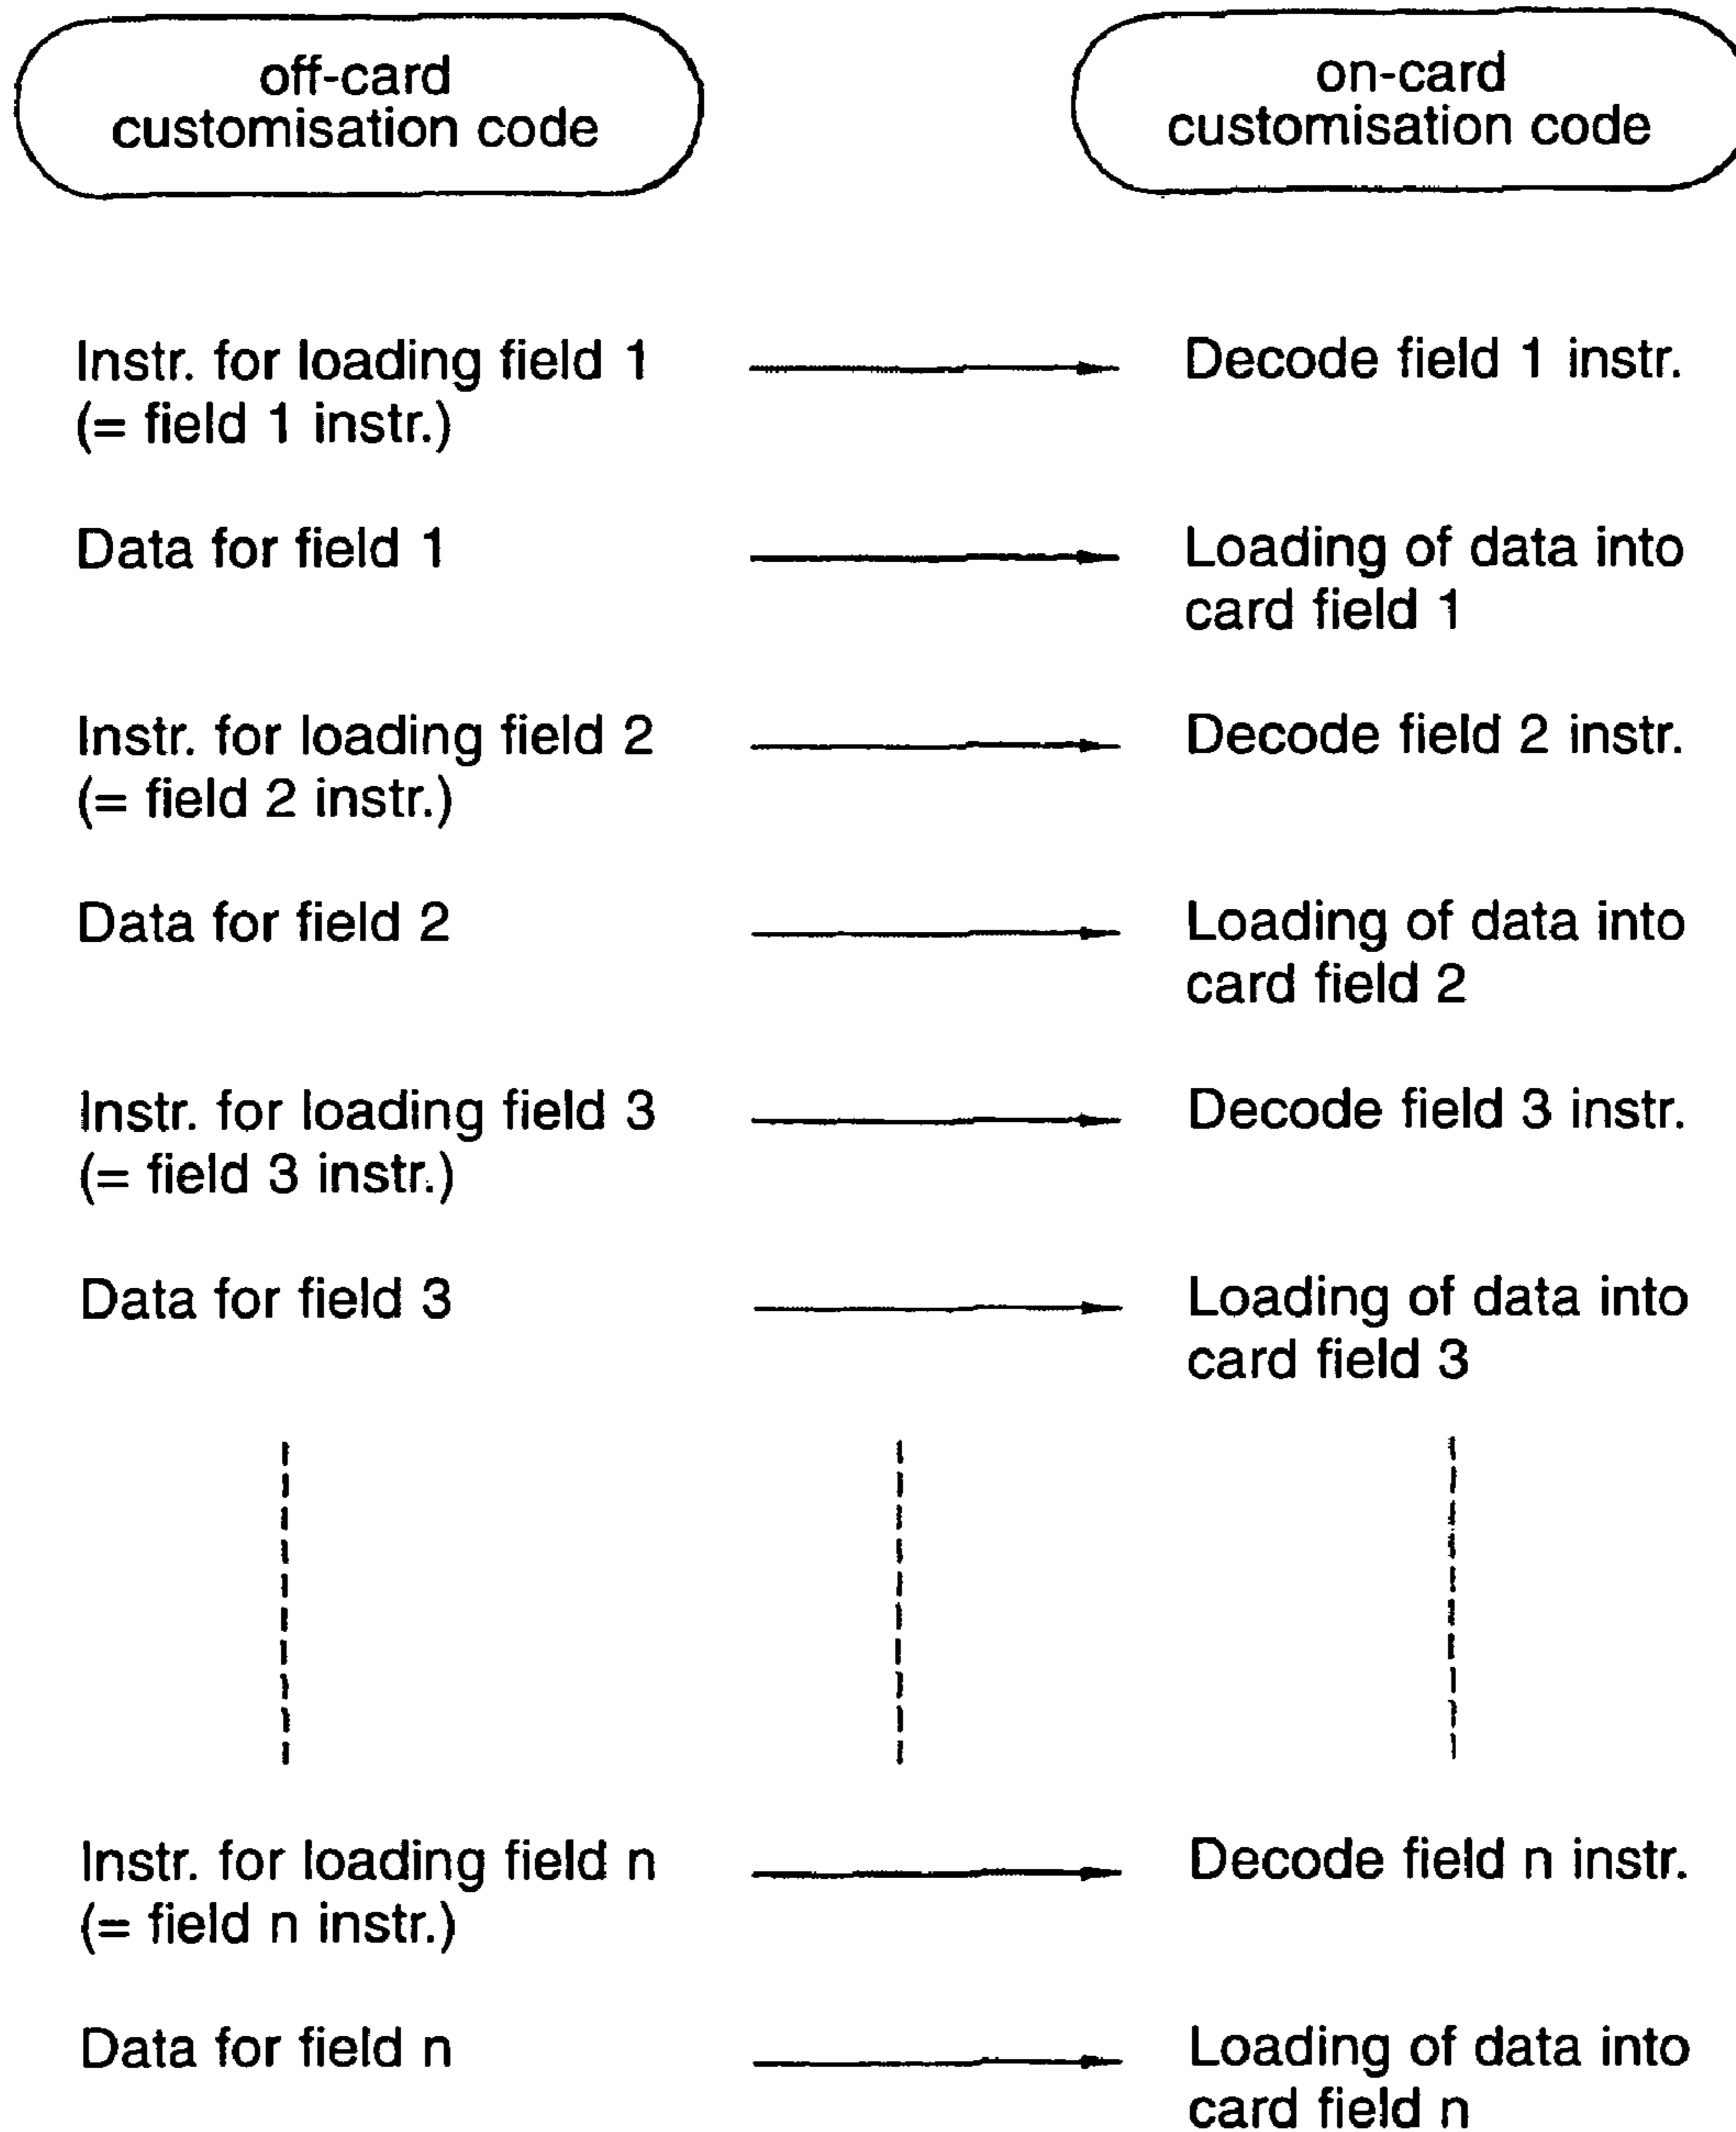 off-card
customisation code
on-card
customisation code
Instr. for loading field 1
(= field 1 instr.)
Decode field 1 instr.
Data for field 1
Loading of data into
card field 1
Instr. for loading field 2
(= field 2 instr.)
Decode field 2 instr.
Data for field 2
Loading of data into
card field 2
Instr. for loading field 3
(= field 3 instr.)
Decode field 3 instr.
Data for field 3
Loading of data into
card field 3
Instr. for loading field n
(= field n instr.)
Decode field n instr.
Data for field n
Loading of data into
card field n